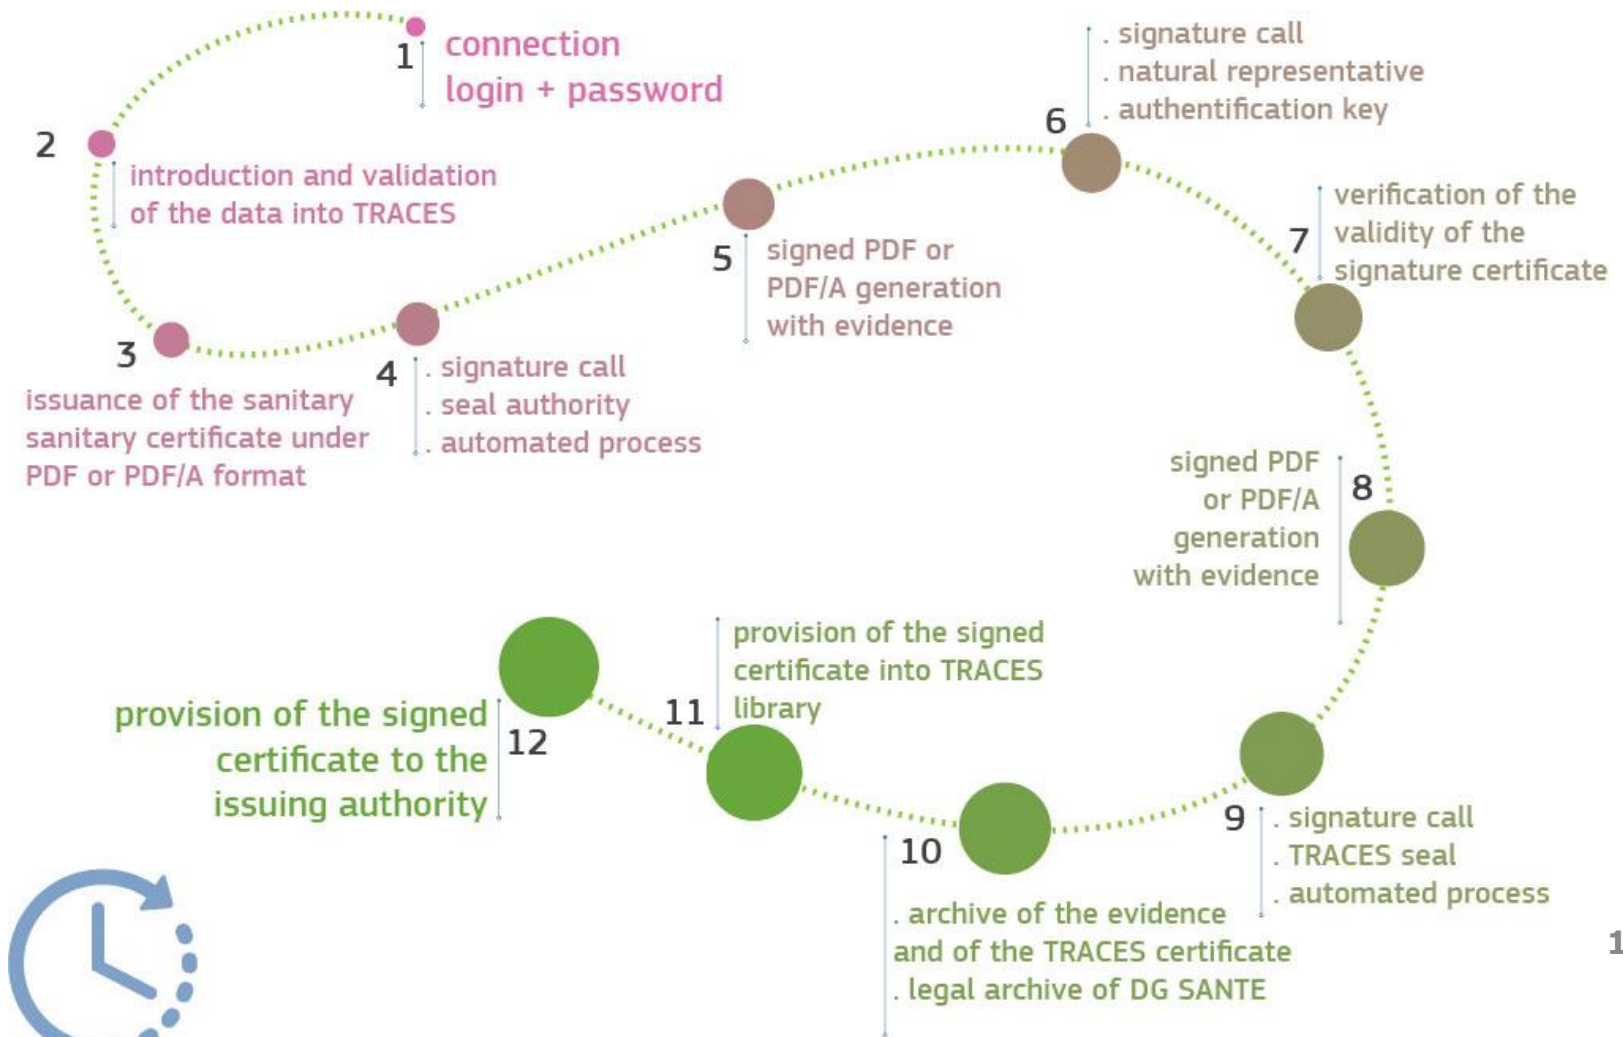 1
connection
login + password
2
introduction and validation
of the data into TRACES
3
issuance of the sanitary
sanitary certificate under
PDF or PDF/A format
4
. signature call
. seal authority
. automated process
5
signed PDF or
PDF/A generation
with evidence
6
. signature call
. natural representative
. authentification key
7
verification of the
validity of the
signature certificate
8
signed PDF
or PDF/A
generation
with evidence
9
. signature call
. TRACES seal
. automated process
10
. archive of the evidence
and of the TRACES certificate
. legal archive of DG SANTE
11
provision of the signed
certificate into TRACES
library
12
provision of the signed
certificate to the
issuing authority
1